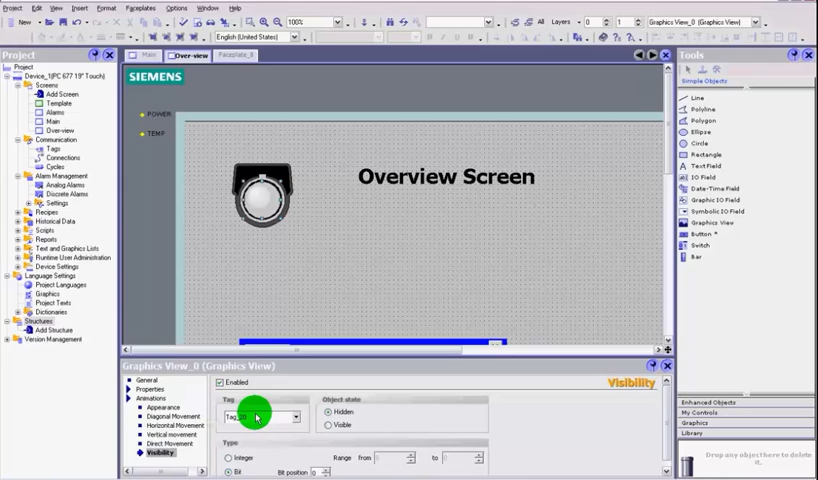 Project Edit View Insert Format Faceplates Options Window Help
New 100% Layers 0 1 Graphics View_0 (Graphics View)
English (United States)
Project
Project
Device_1(PC 677 19" Touch)
Screens
Add Screen
Template
Alarms
Main
Over-view
Communication
Tags
Connections
Cycles
Alarm Management
Analog Alarms
Discrete Alarms
Settings
Recipes
Historical Data
Scripts
Reports
Text and Graphics Lists
Runtime User Administration
Device Settings
Language Settings
Project Languages
Graphics
Project Texts
Dictionaries
Structures
Add Structure
Version Management
Main Over-view Faceplate_8
SIEMENS
POWER
TEMP
Overview Screen
Graphics View_0 (Graphics View)
General
Properties
Animations
Appearance
Diagonal Movement
Horizontal Movement
Vertical movement
Direct Movement
Visibility
Enabled
Visibility
Tag
Tag_20
Object state
Hidden
Visible
Type
Integer
Range from 0 to 0
Bit Bit position 0
Tools
Simple Objects
Line
Polyline
Polygon
Ellipse
Circle
Rectangle
Text Field
IO Field
Date-Time Field
Graphic IO Field
Symbolic IO Field
Graphics View
Button
Switch
Bar
Enhanced Objects
My Controls
Graphics
Library
Drop any object here to delete it.